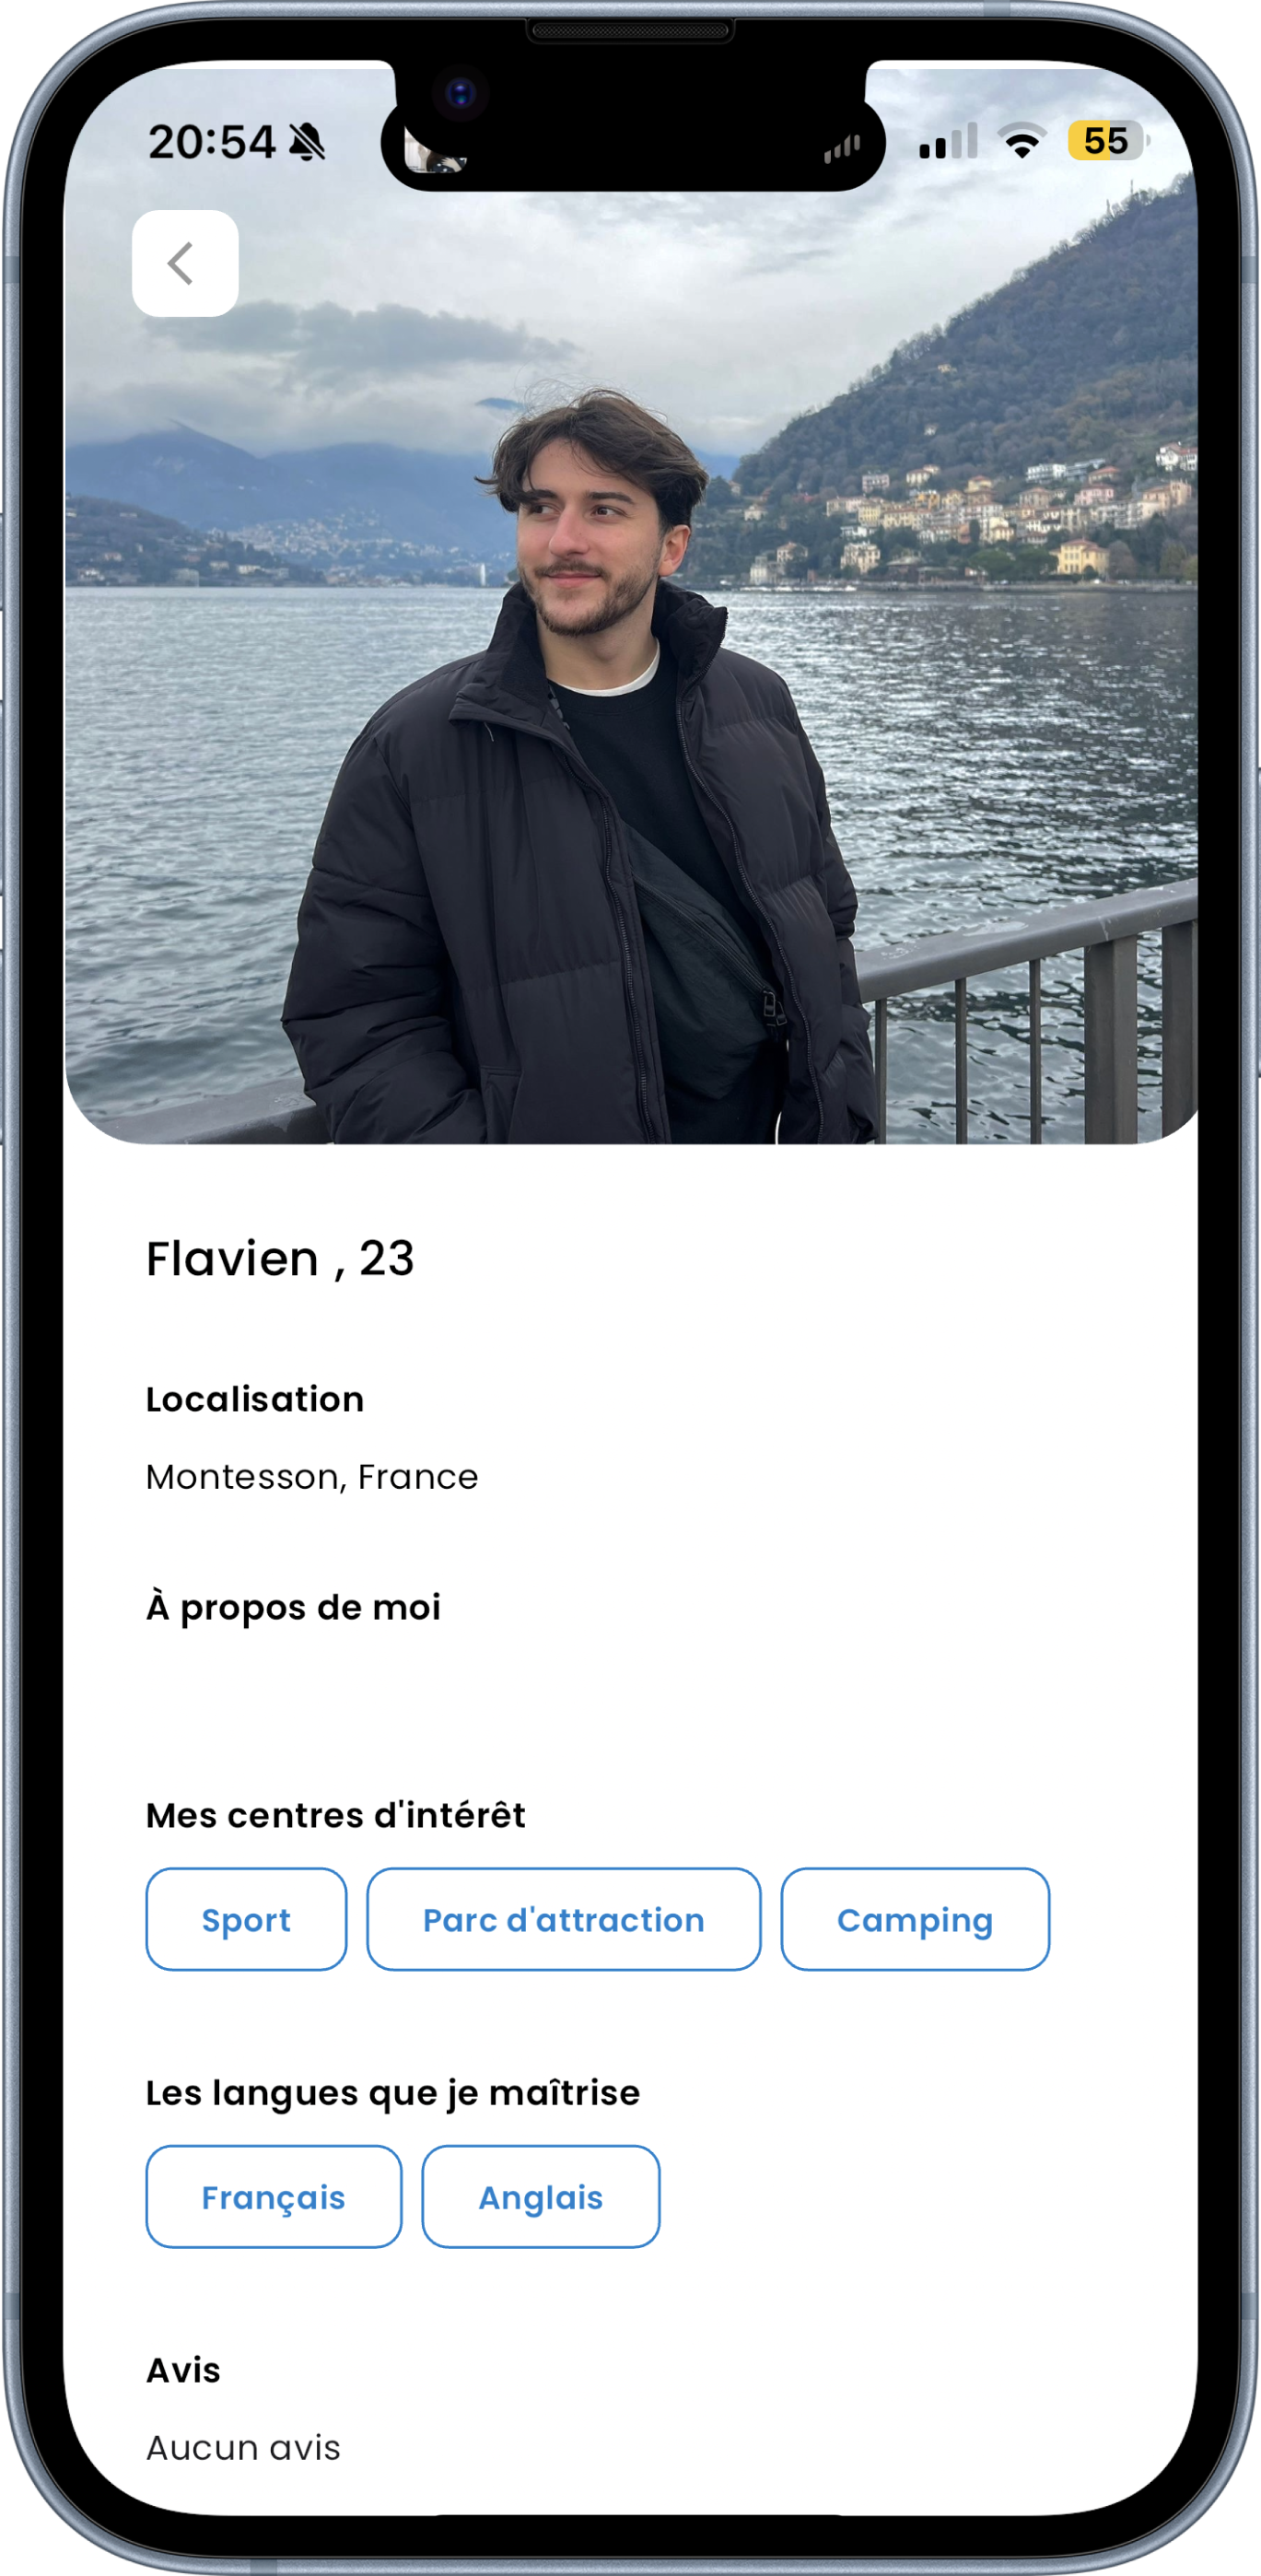 20:54
55
Flavien , 23
Localisation
Montesson, France
À propos de moi
Mes centres d'intérêt
Sport Parc d'attraction Camping
Les langues que je maîtrise
Français Anglais
Avis
Aucun avis